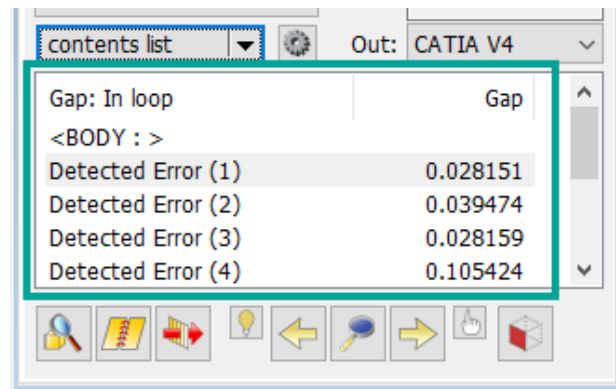 contents list Out: CATIA V4
Gap: In loop Gap
<BODY : >
Detected Error (1) 0.028151
Detected Error (2) 0.039474
Detected Error (3) 0.028159
Detected Error (4) 0.105424